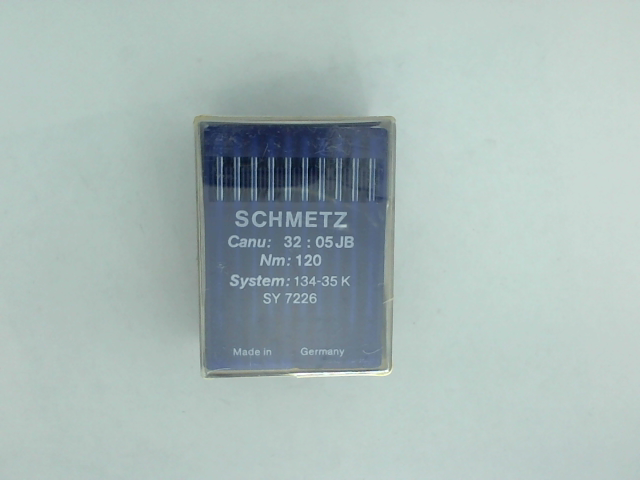 SCHMETZ
Canu: 32 : 05 JB
Nm: 120
System: 134-35 K
SY 7226
Made in Germany